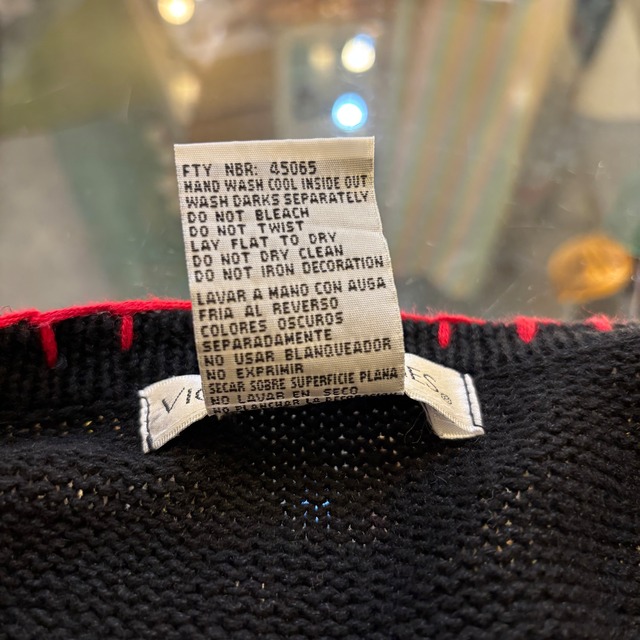 FTY NBR: 45065
HAND WASH COOL INSIDE OUT
WASH DARKS SEPARATELY
DO NOT BLEACH
DO NOT TWIST
LAY FLAT TO DRY
DO NOT DRY CLEAN
DO NOT IRON DECORATION
LAVAR A MANO CON AUGA
FRIA AL REVERSO
COLORES OSCUROS
SEPARADAMENTE
NO USAR BLANQUEADOR
NO EXPRIMIR
SECAR SOBRE SUPERFICIE PLANA
NO LAVAR EN SECO
NO